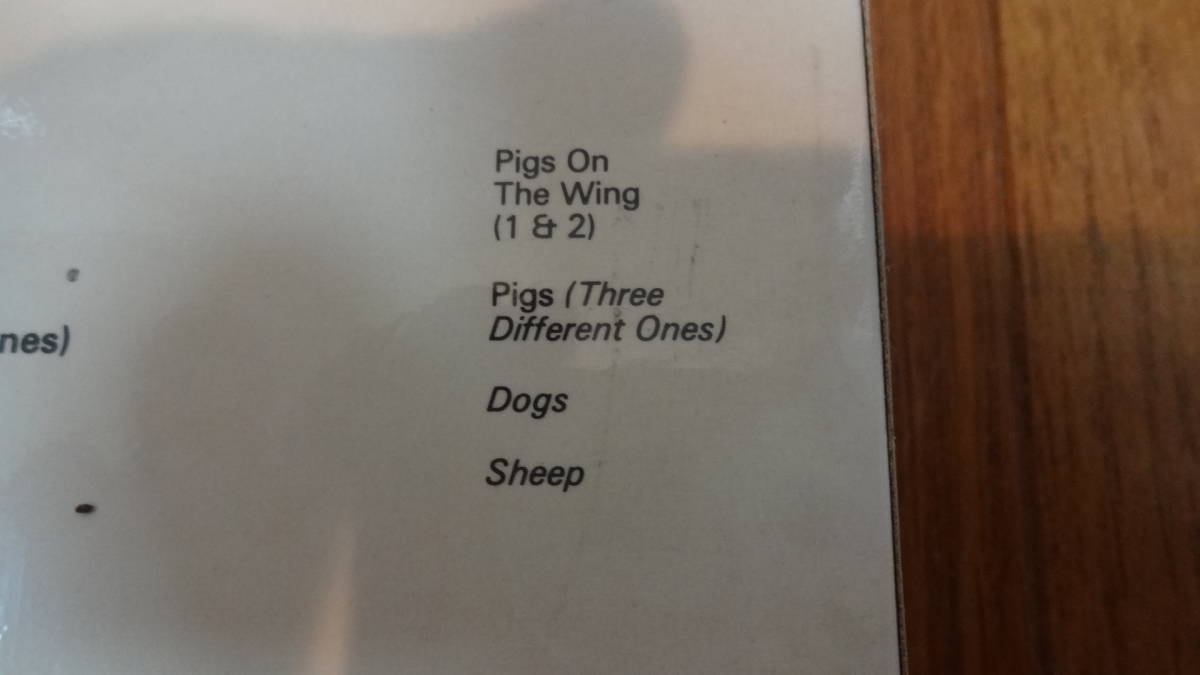 Pigs On
The Wing
(1 & 2)
Pigs (Three
Different Ones)
Dogs
Sheep
nes)